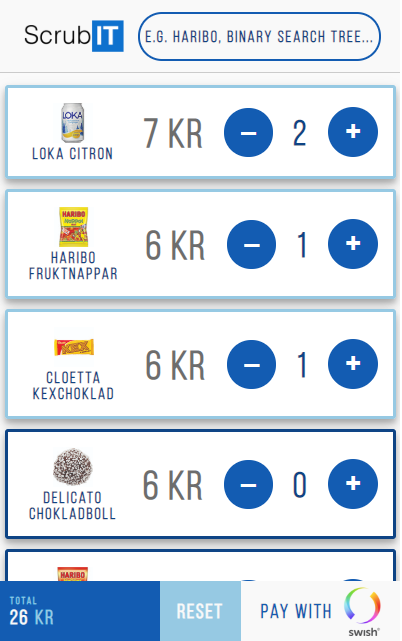 ScrubIT
E.G. HARIBO, BINARY SEARCH TREE...
LOKA
LOKA CITRON
7 KR
–
2
+
HARIBO
HARIBO
FRUKTNAPPAR
6 KR
–
1
+
KEX
CLOETTA
KEXCHOKLAD
6 KR
–
1
+
DELICATO
CHOKLADBOLL
6 KR
–
0
+
HARIBO
TOTAL
26 KR
RESET
PAY WITH
swish